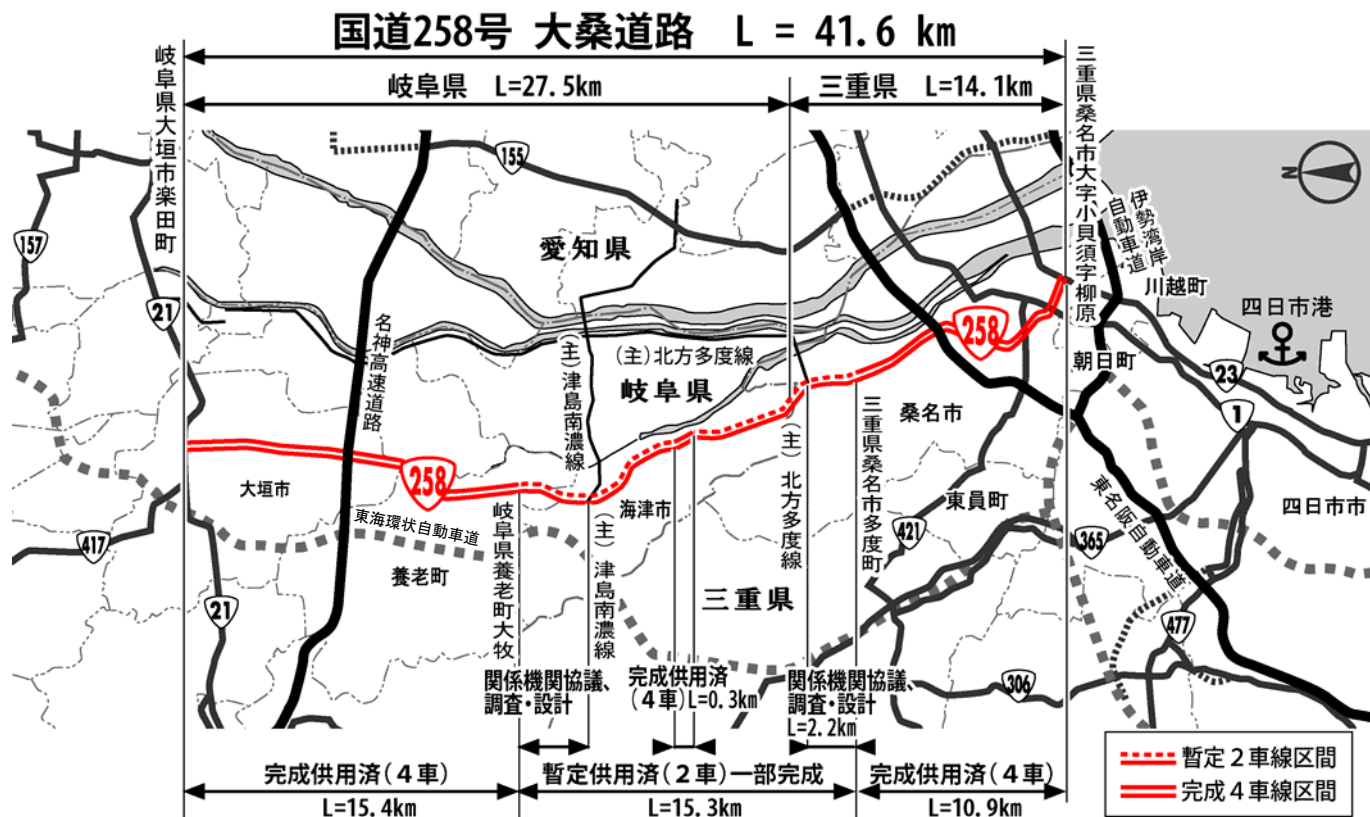 国道258号 大桑道路 L = 41.6 km
岐阜県 L=27.5km
三重県 L=14.1km
岐阜県大垣市楽田町
三重県桑名市大字小貝須字柳原
N
155
157
21
愛知県
伊勢湾岸
自動車道
川越町
四日市港
名神高速道路
(主)津島南濃線
(主)北方多度線
岐阜県
258
朝日町
23
1
桑名市
258
大垣市
東海環状自動車道
海津市
(主)北方多度線
三重県桑名市多度町
東員町
四日市市
417
421
365
東名阪自動車道
養老町
岐阜県養老町大牧
(主)津島南濃線
三重県
21
477
306
関係機関協議、
調査・設計
完成供用済
(4車)L=0.3km
関係機関協議、
調査・設計
L=2.2km
完成供用済(4車)
L=15.4km
暫定供用済(2車)一部完成
L=15.3km
完成供用済(4車)
L=10.9km
暫定2車線区間
完成4車線区間